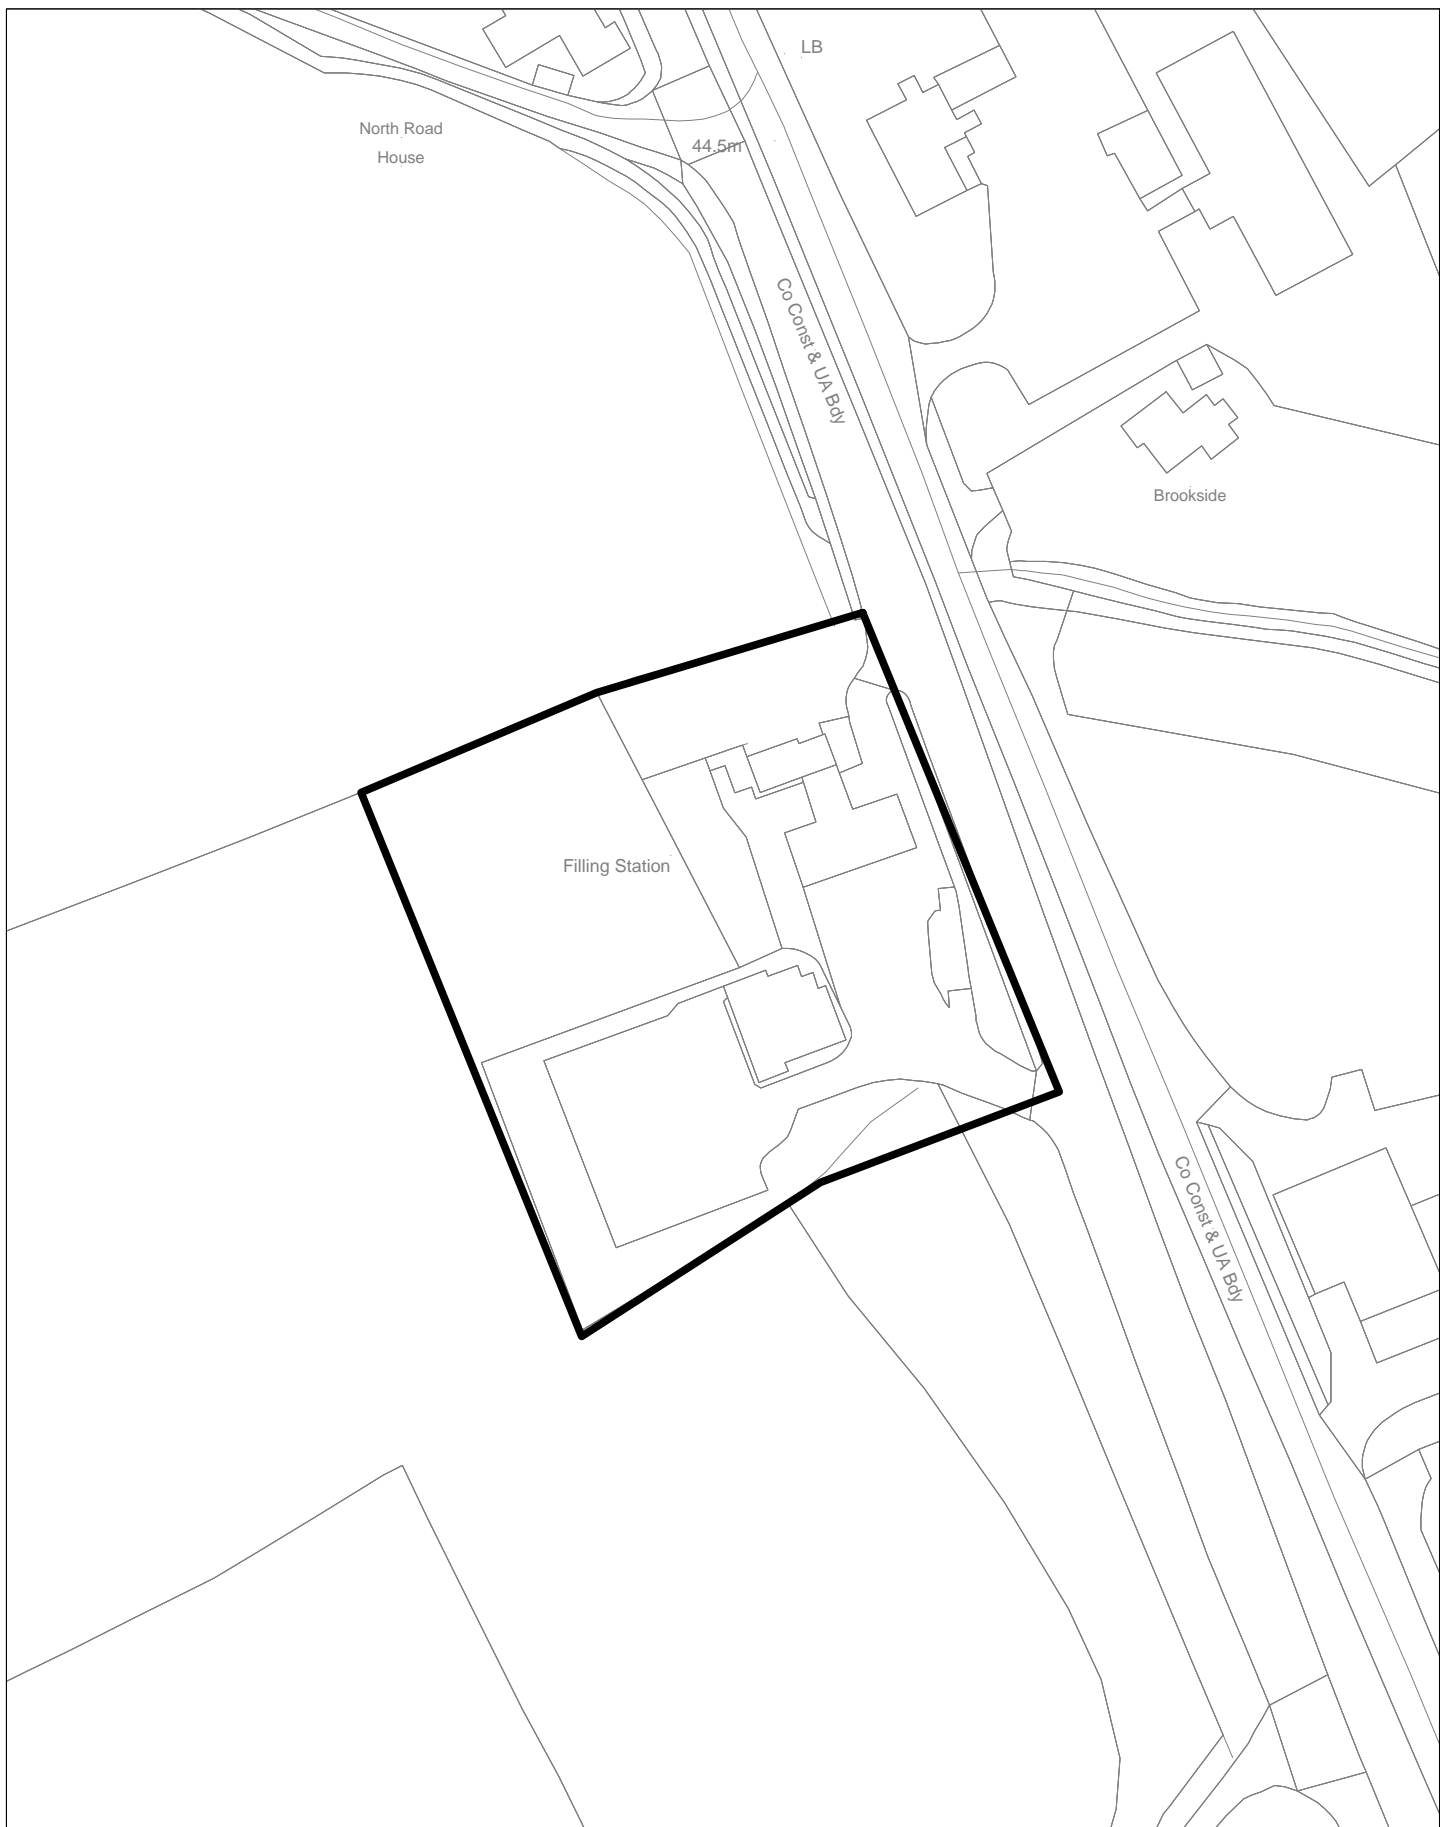 LB
North Road
House
44.5m
Co Const & UA Bdy
Brookside
Filling Station
Co Const & UA Bdy